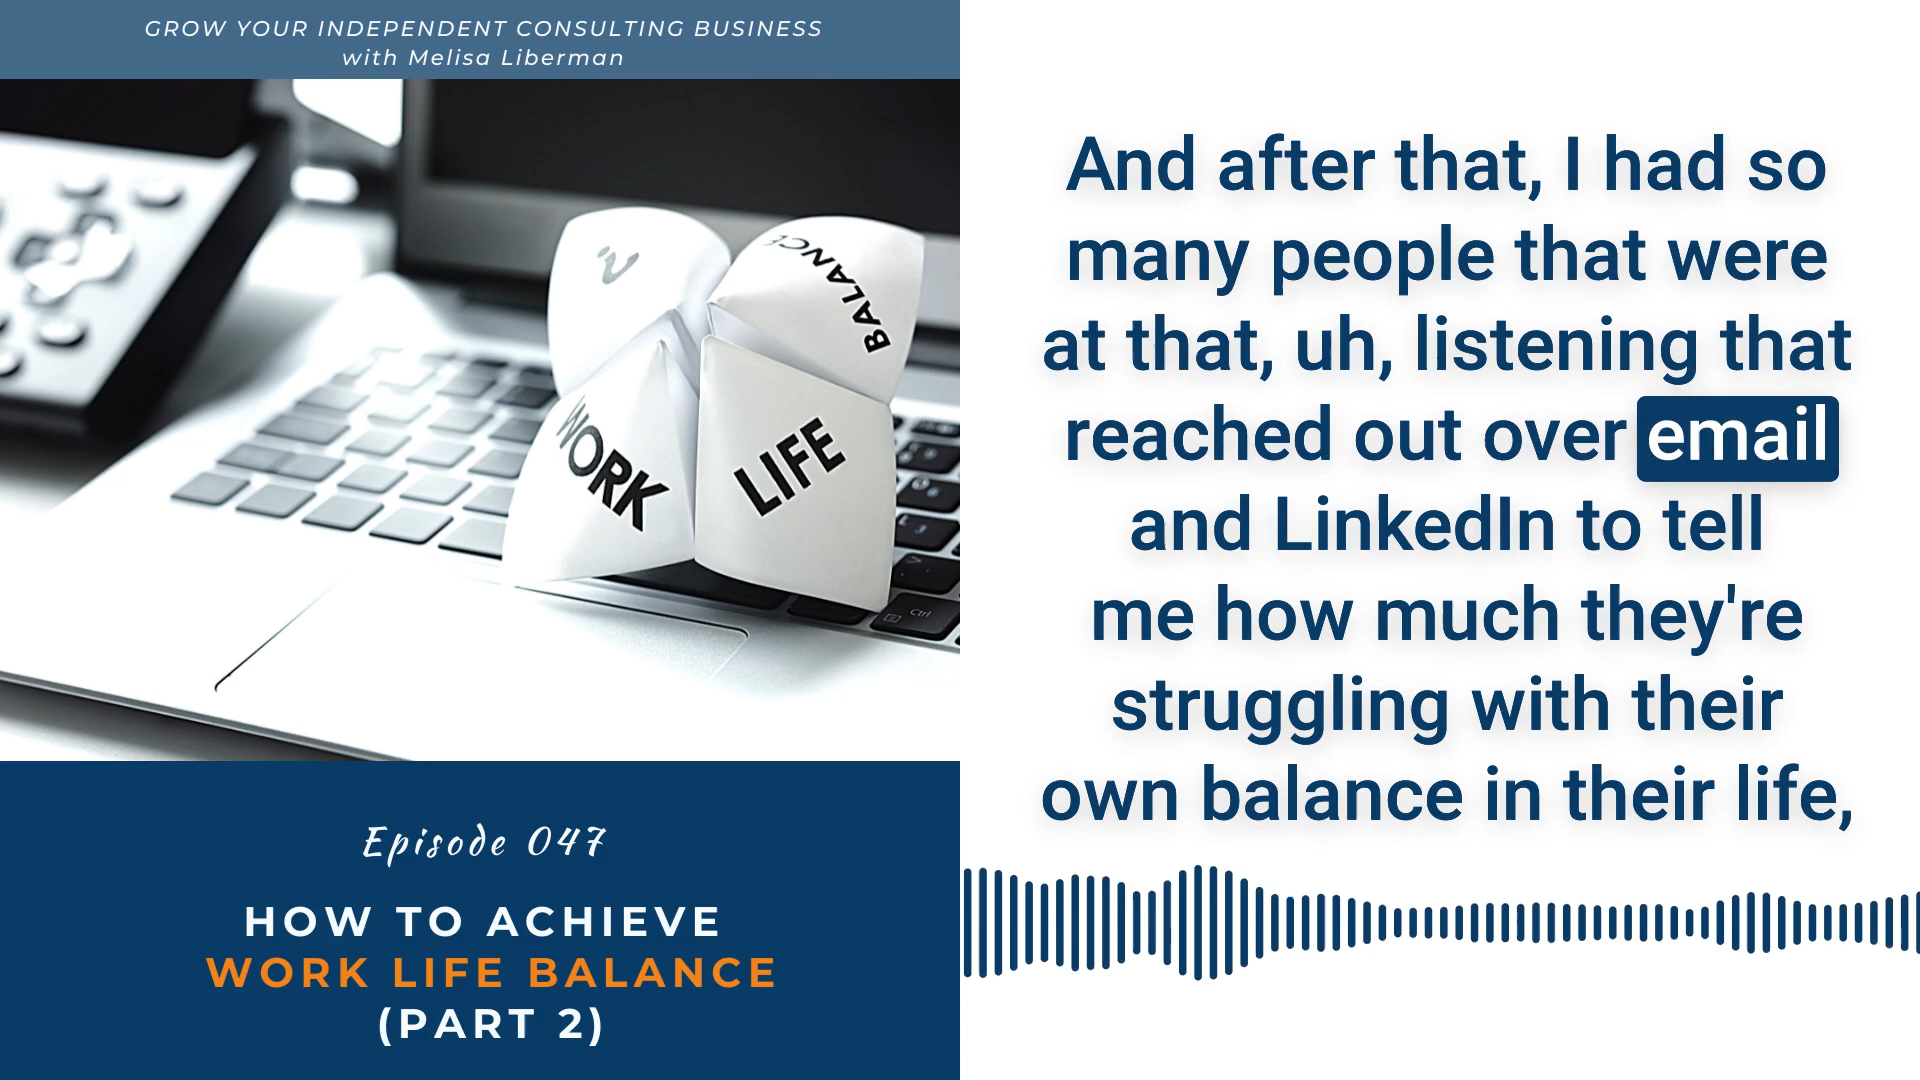 GROW YOUR INDEPENDENT CONSULTING BUSINESS
with Melisa Liberman
BALANCE
WORK
LIFE
Ctrl
Episode 047
HOW TO ACHIEVE
WORK LIFE BALANCE
(PART 2)
And after that, I had so
many people that were
at that, uh, listening that
reached out over email
and LinkedIn to tell
me how much they're
struggling with their
own balance in their life,